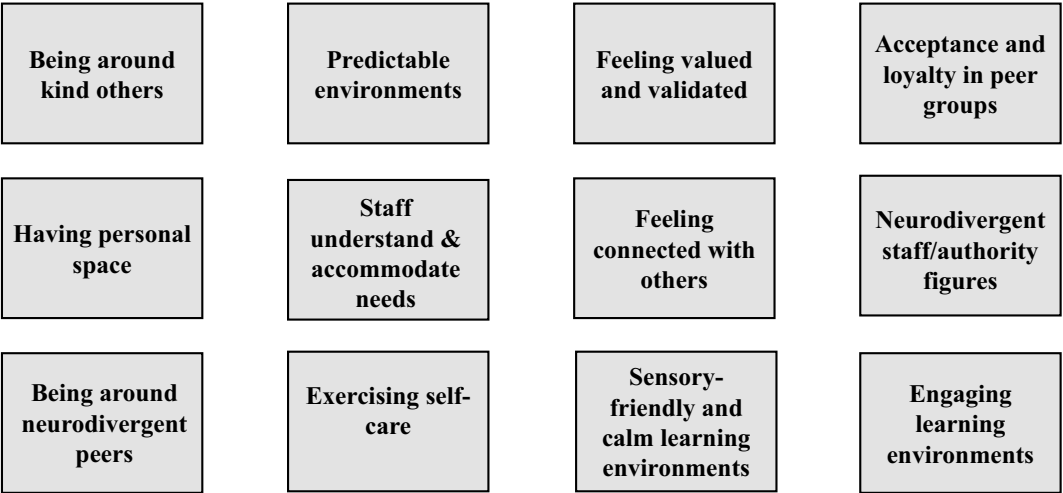 Being around
kind others
Predictable
environments
Feeling valued
and validated
Acceptance and
loyalty in peer
groups
Having personal
space
Staff
understand &
accommodate
needs
Feeling
connected with
others
Neurodivergent
staff/authority
figures
Being around
neurodivergent
peers
Exercising self-
care
Sensory-
friendly and
calm learning
environments
Engaging
learning
environments